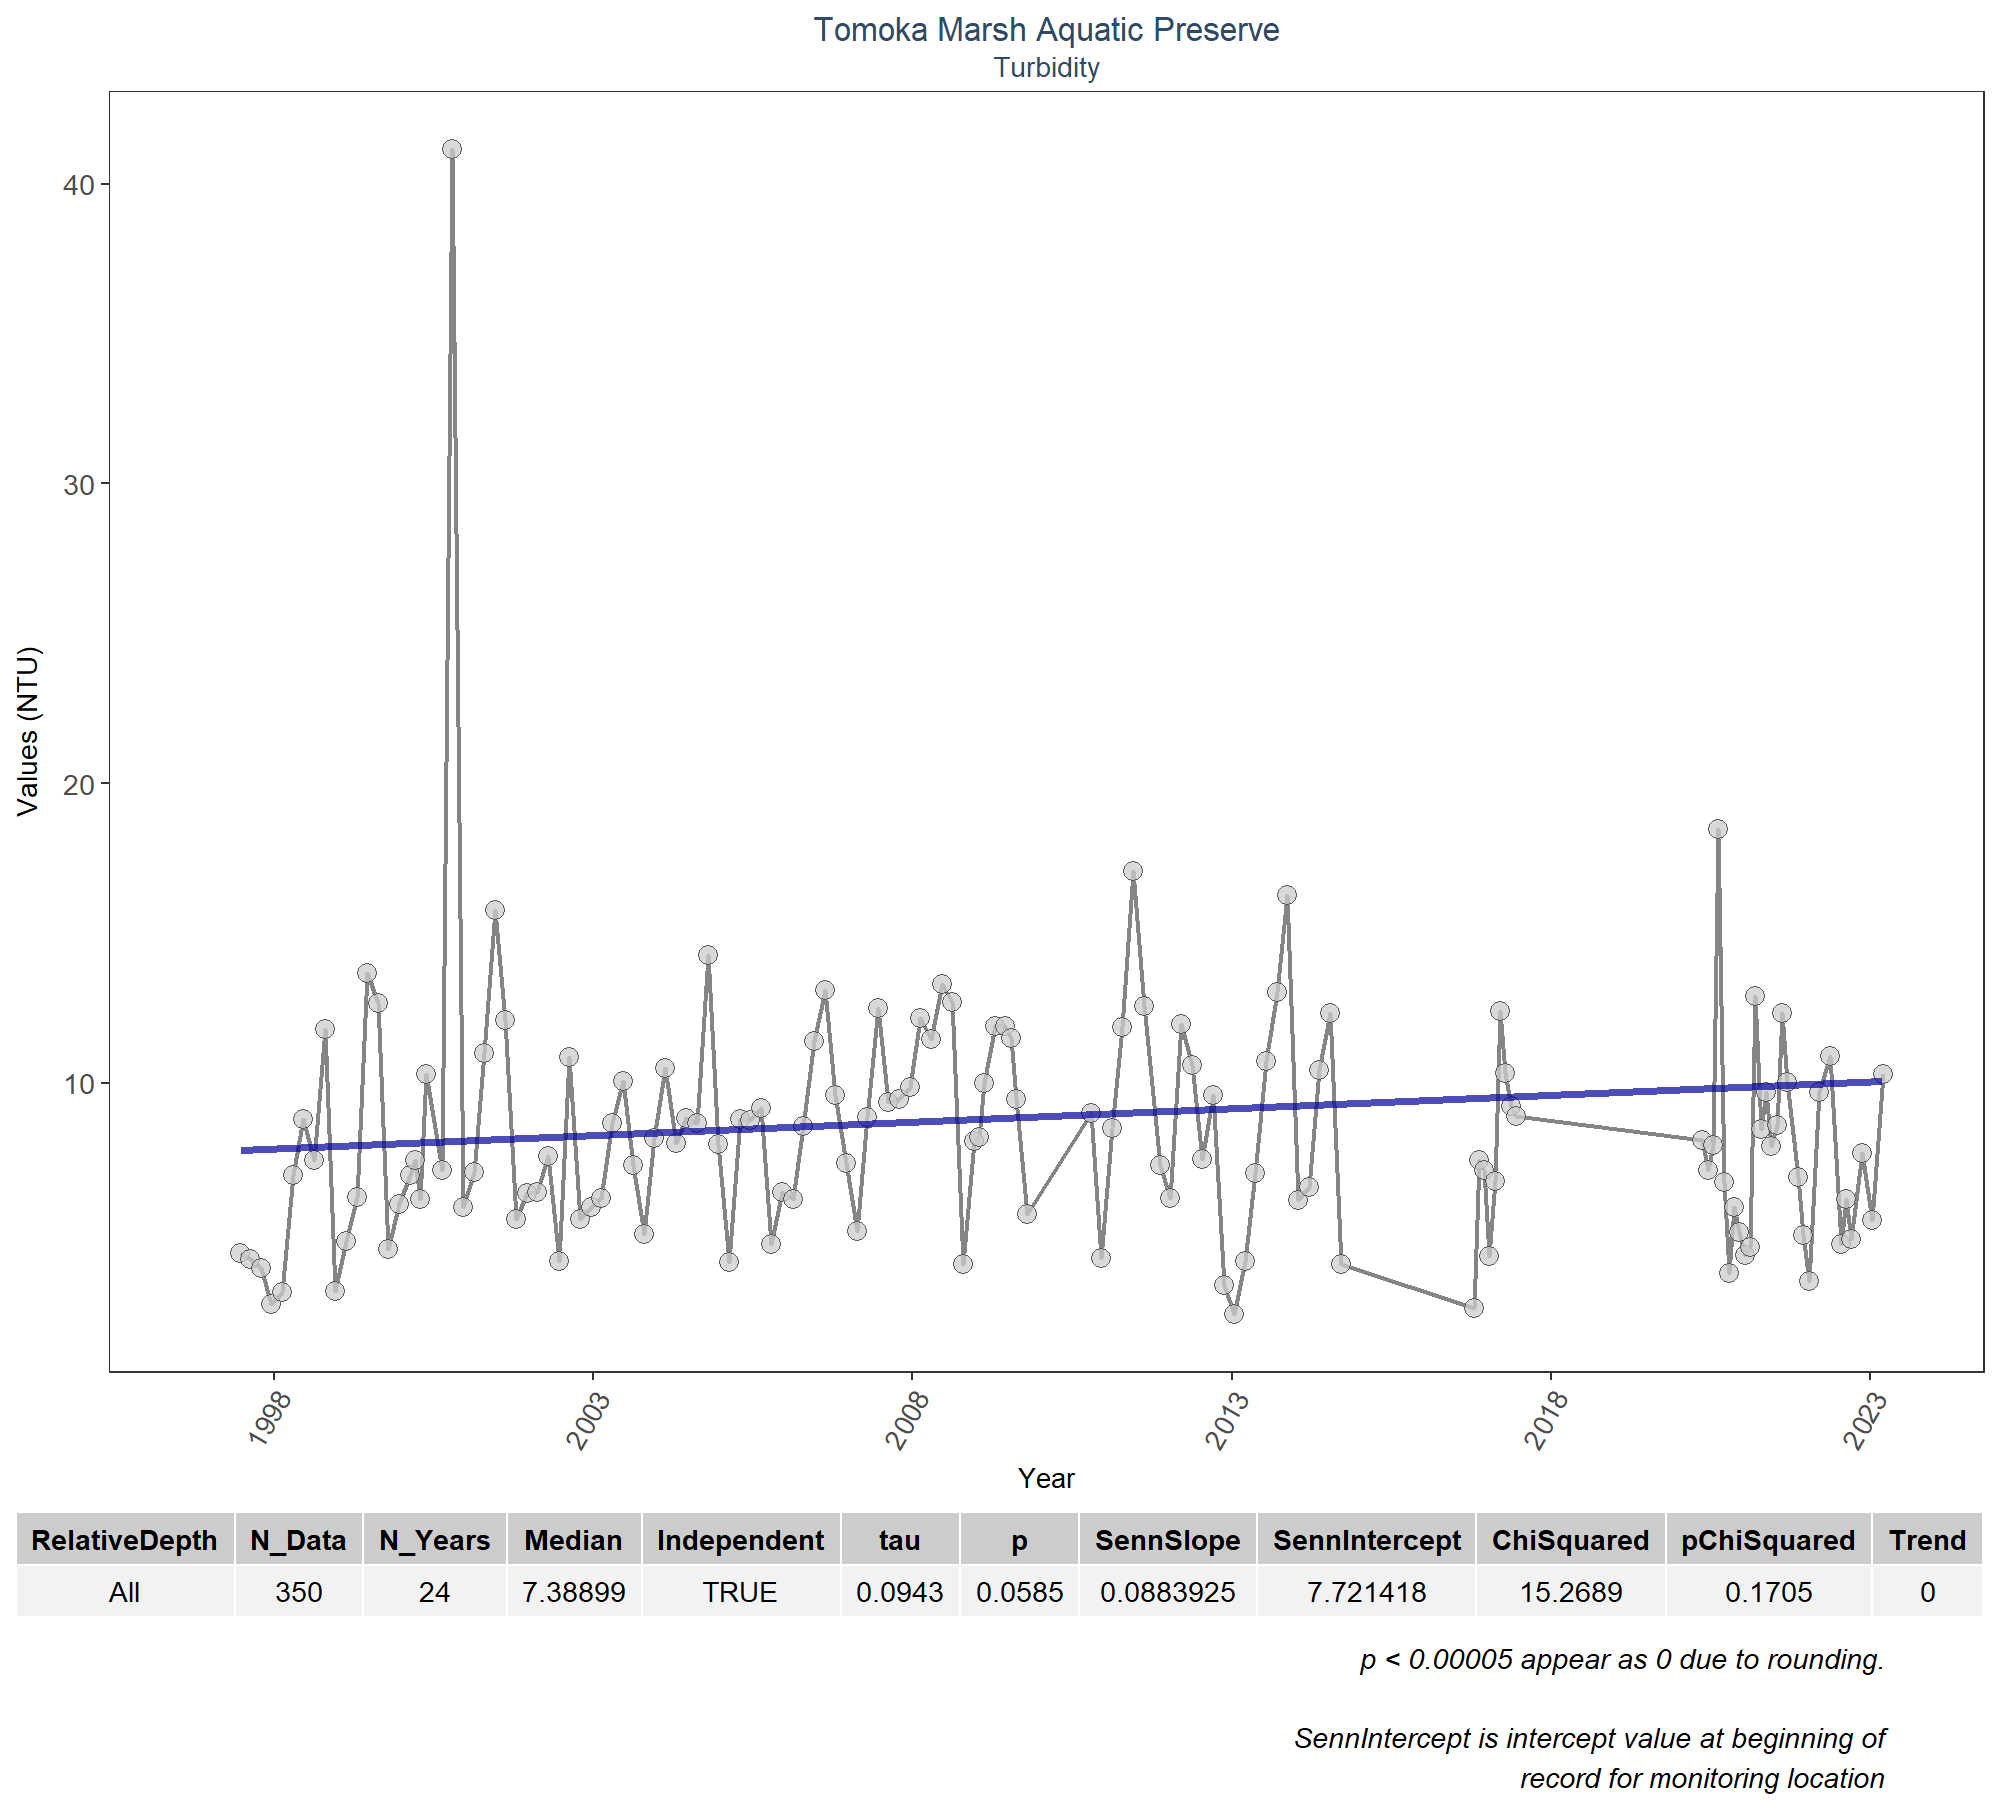 Tomoka Marsh Aquatic Preserve
Turbidity
Values (NTU)
40
30
20
10
1998
2003
2008
2013
2018
2023
Year
RelativeDepth N_Data N_Years Median Independent tau p SennSlope SennIntercept ChiSquared pChiSquared Trend
All 350 24 7.38899 TRUE 0.0943 0.0585 0.0883925 7.721418 15.2689 0.1705 0
p < 0.00005 appear as 0 due to rounding.
SennIntercept is intercept value at beginning of
record for monitoring location